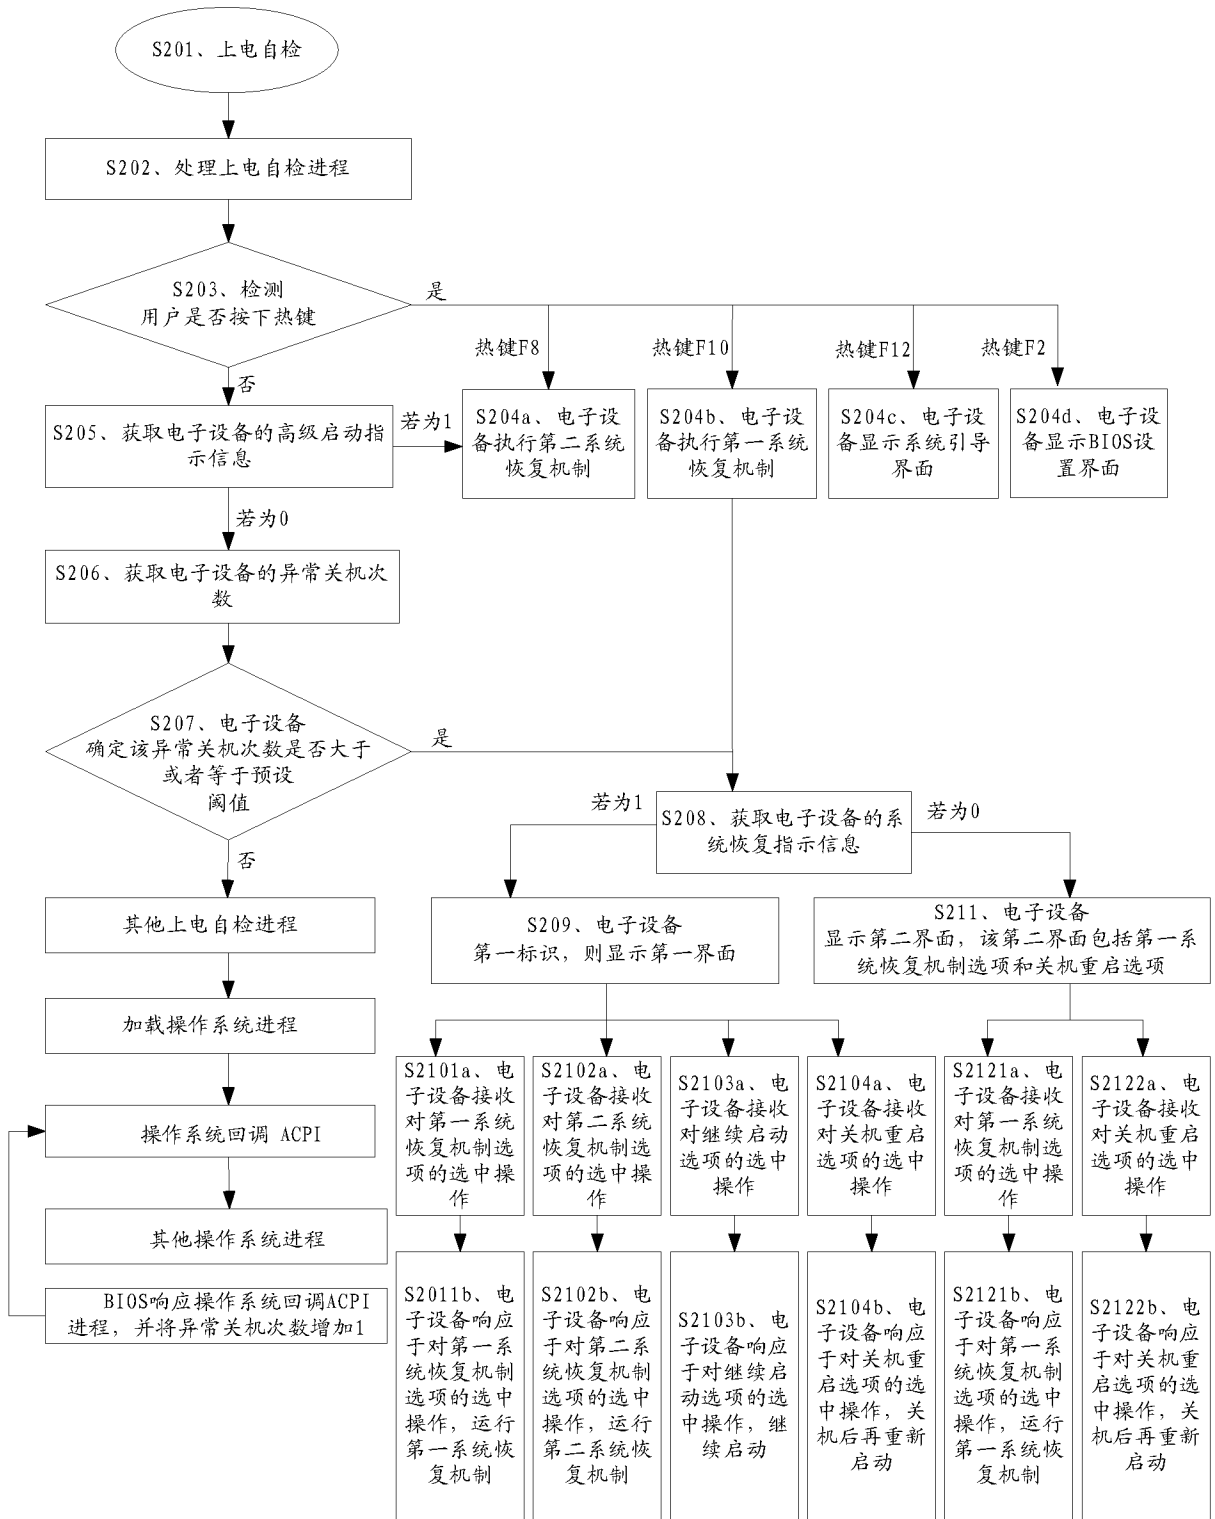 S201、上电自检
S202、处理上电自检进程
S203、检测
用户是否按下热键
是
否
热键F8
热键F10
热键F12
热键F2
S204a、电子设
备执行第二系统
恢复机制
S204b、电子设
备执行第一系统
恢复机制
S204c、电子设
备显示系统引导
界面
S204d、电子设
备显示BIOS设
置界面
S205、获取电子设备的高级启动指
示信息
若为1
若为0
S206、获取电子设备的异常关机次
数
S207、电子设备
确定该异常关机次数是否大于
或者等于预设
阈值
是
否
若为1
S208、获取电子设备的系
统恢复指示信息
若为0
其他上电自检进程
加载操作系统进程
操作系统回调 ACPI
其他操作系统进程
BIOS响应操作系统回调ACPI
进程，并将异常关机次数增加1
S209、电子设备
第一标识，则显示第一界面
S211、电子设备
显示第二界面，该第二界面包括第一系
统恢复机制选项和关机重启选项
S2101a、电
子设备接收
对第一系统
恢复机制选
项的选中操
作
S2102a、电
子设备接收
对第二系统
恢复机制选
项的选中操
作
S2103a、电
子设备接收
对继续启动
选项的选中
操作
S2104a、电
子设备接收
对关机重启
选项的选中
操作
S2121a、电
子设备接收
对第一系统
恢复机制选
项的选中操
作
S2122a、电
子设备接收
对关机重启
选项的选中
操作
S2011b、电
子设备响应
于对第一系
统恢复机制
选项的选中
操作，运行
第一系统恢
复机制
S2102b、电
子设备响应
于对第二系
统恢复机制
选项的选中
操作，运行
第二系统恢
复机制
S2103b、电
子设备响应
于对继续启
动选项的选
中操作，继
续启动
S2104b、电
子设备响应
于对关机重
启选项的选
中操作，关
机后再重新
启动
S2121b、电
子设备响应
于对第一系
统恢复机制
选项的选中
操作，运行
第一系统恢
复机制
S2122b、电
子设备响应
于对关机重
启选项的选
中操作，关
机后再重新
启动